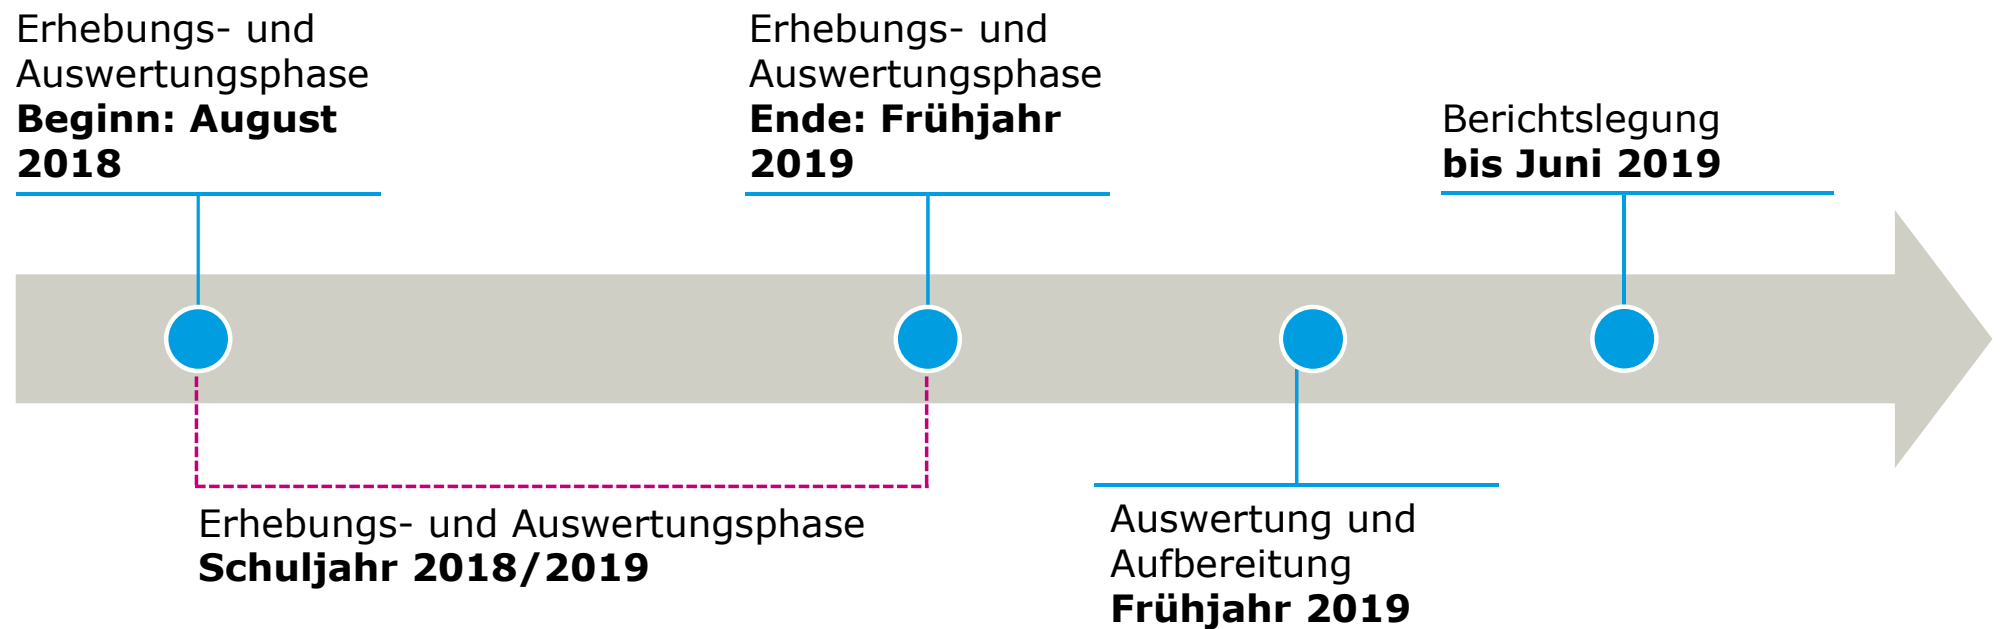 Erhebungs- und
Auswertungsphase
Beginn: August
2018
Erhebungs- und
Auswertungsphase
Ende: Frühjahr
2019
Berichtslegung
bis Juni 2019
Erhebungs- und Auswertungsphase
Schuljahr 2018/2019
Auswertung und
Aufbereitung
Frühjahr 2019